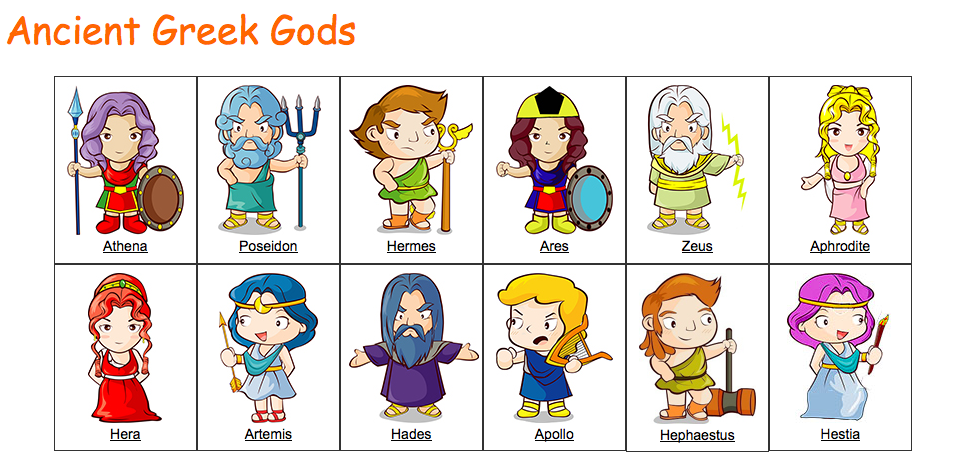 Ancient Greek Gods
Athena
Poseidon
Hermes
Ares
Zeus
Aphrodite
Hera
Artemis
Hades
Apollo
Hephaestus
Hestia